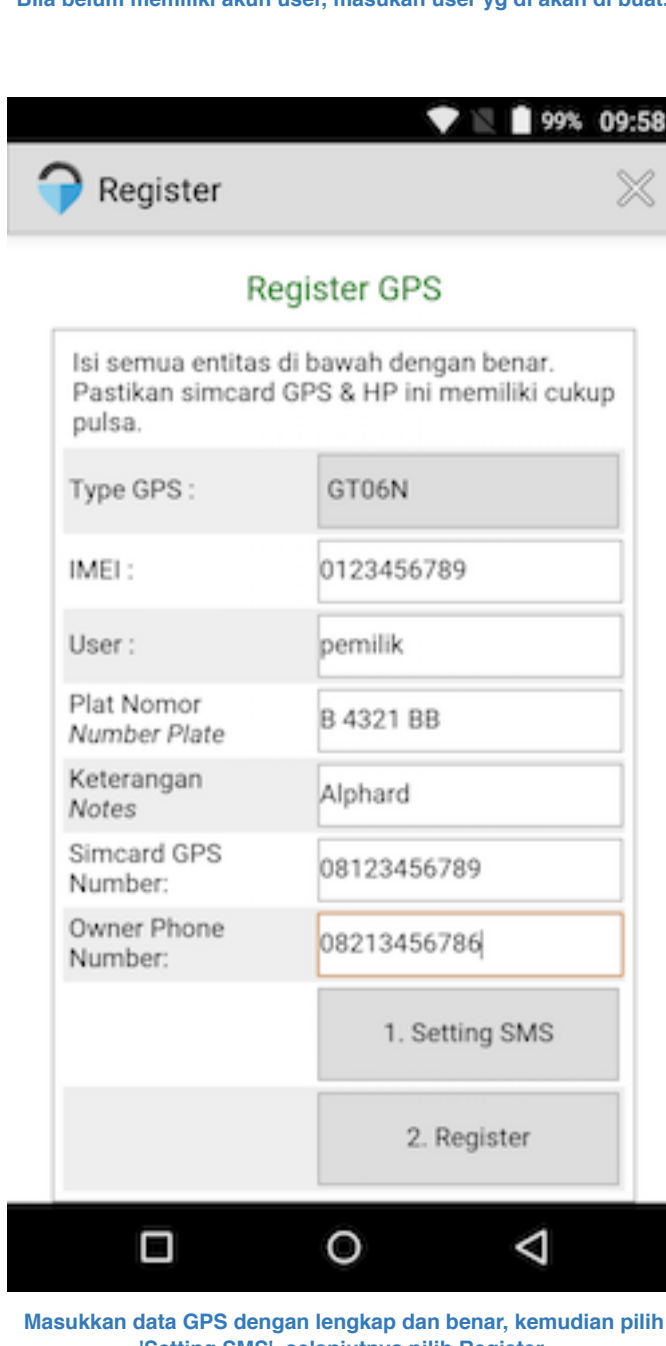 Bila belum memiliki akun user, masukan user yg di akan di buat.
99% 09:58
Register
Register GPS
Isi semua entitas di bawah dengan benar.
Pastikan simcard GPS & HP ini memiliki cukup
pulsa.
Type GPS : GT06N
IMEI : 0123456789
User : pemilik
Plat Nomor
Number Plate
B 4321 BB
Keterangan
Notes
Alphard
Simcard GPS
Number:
08123456789
Owner Phone
Number:
08213456786
1. Setting SMS
2. Register
Masukkan data GPS dengan lengkap dan benar, kemudian pilih
'Setting SMS', selanjutnya pilih Register